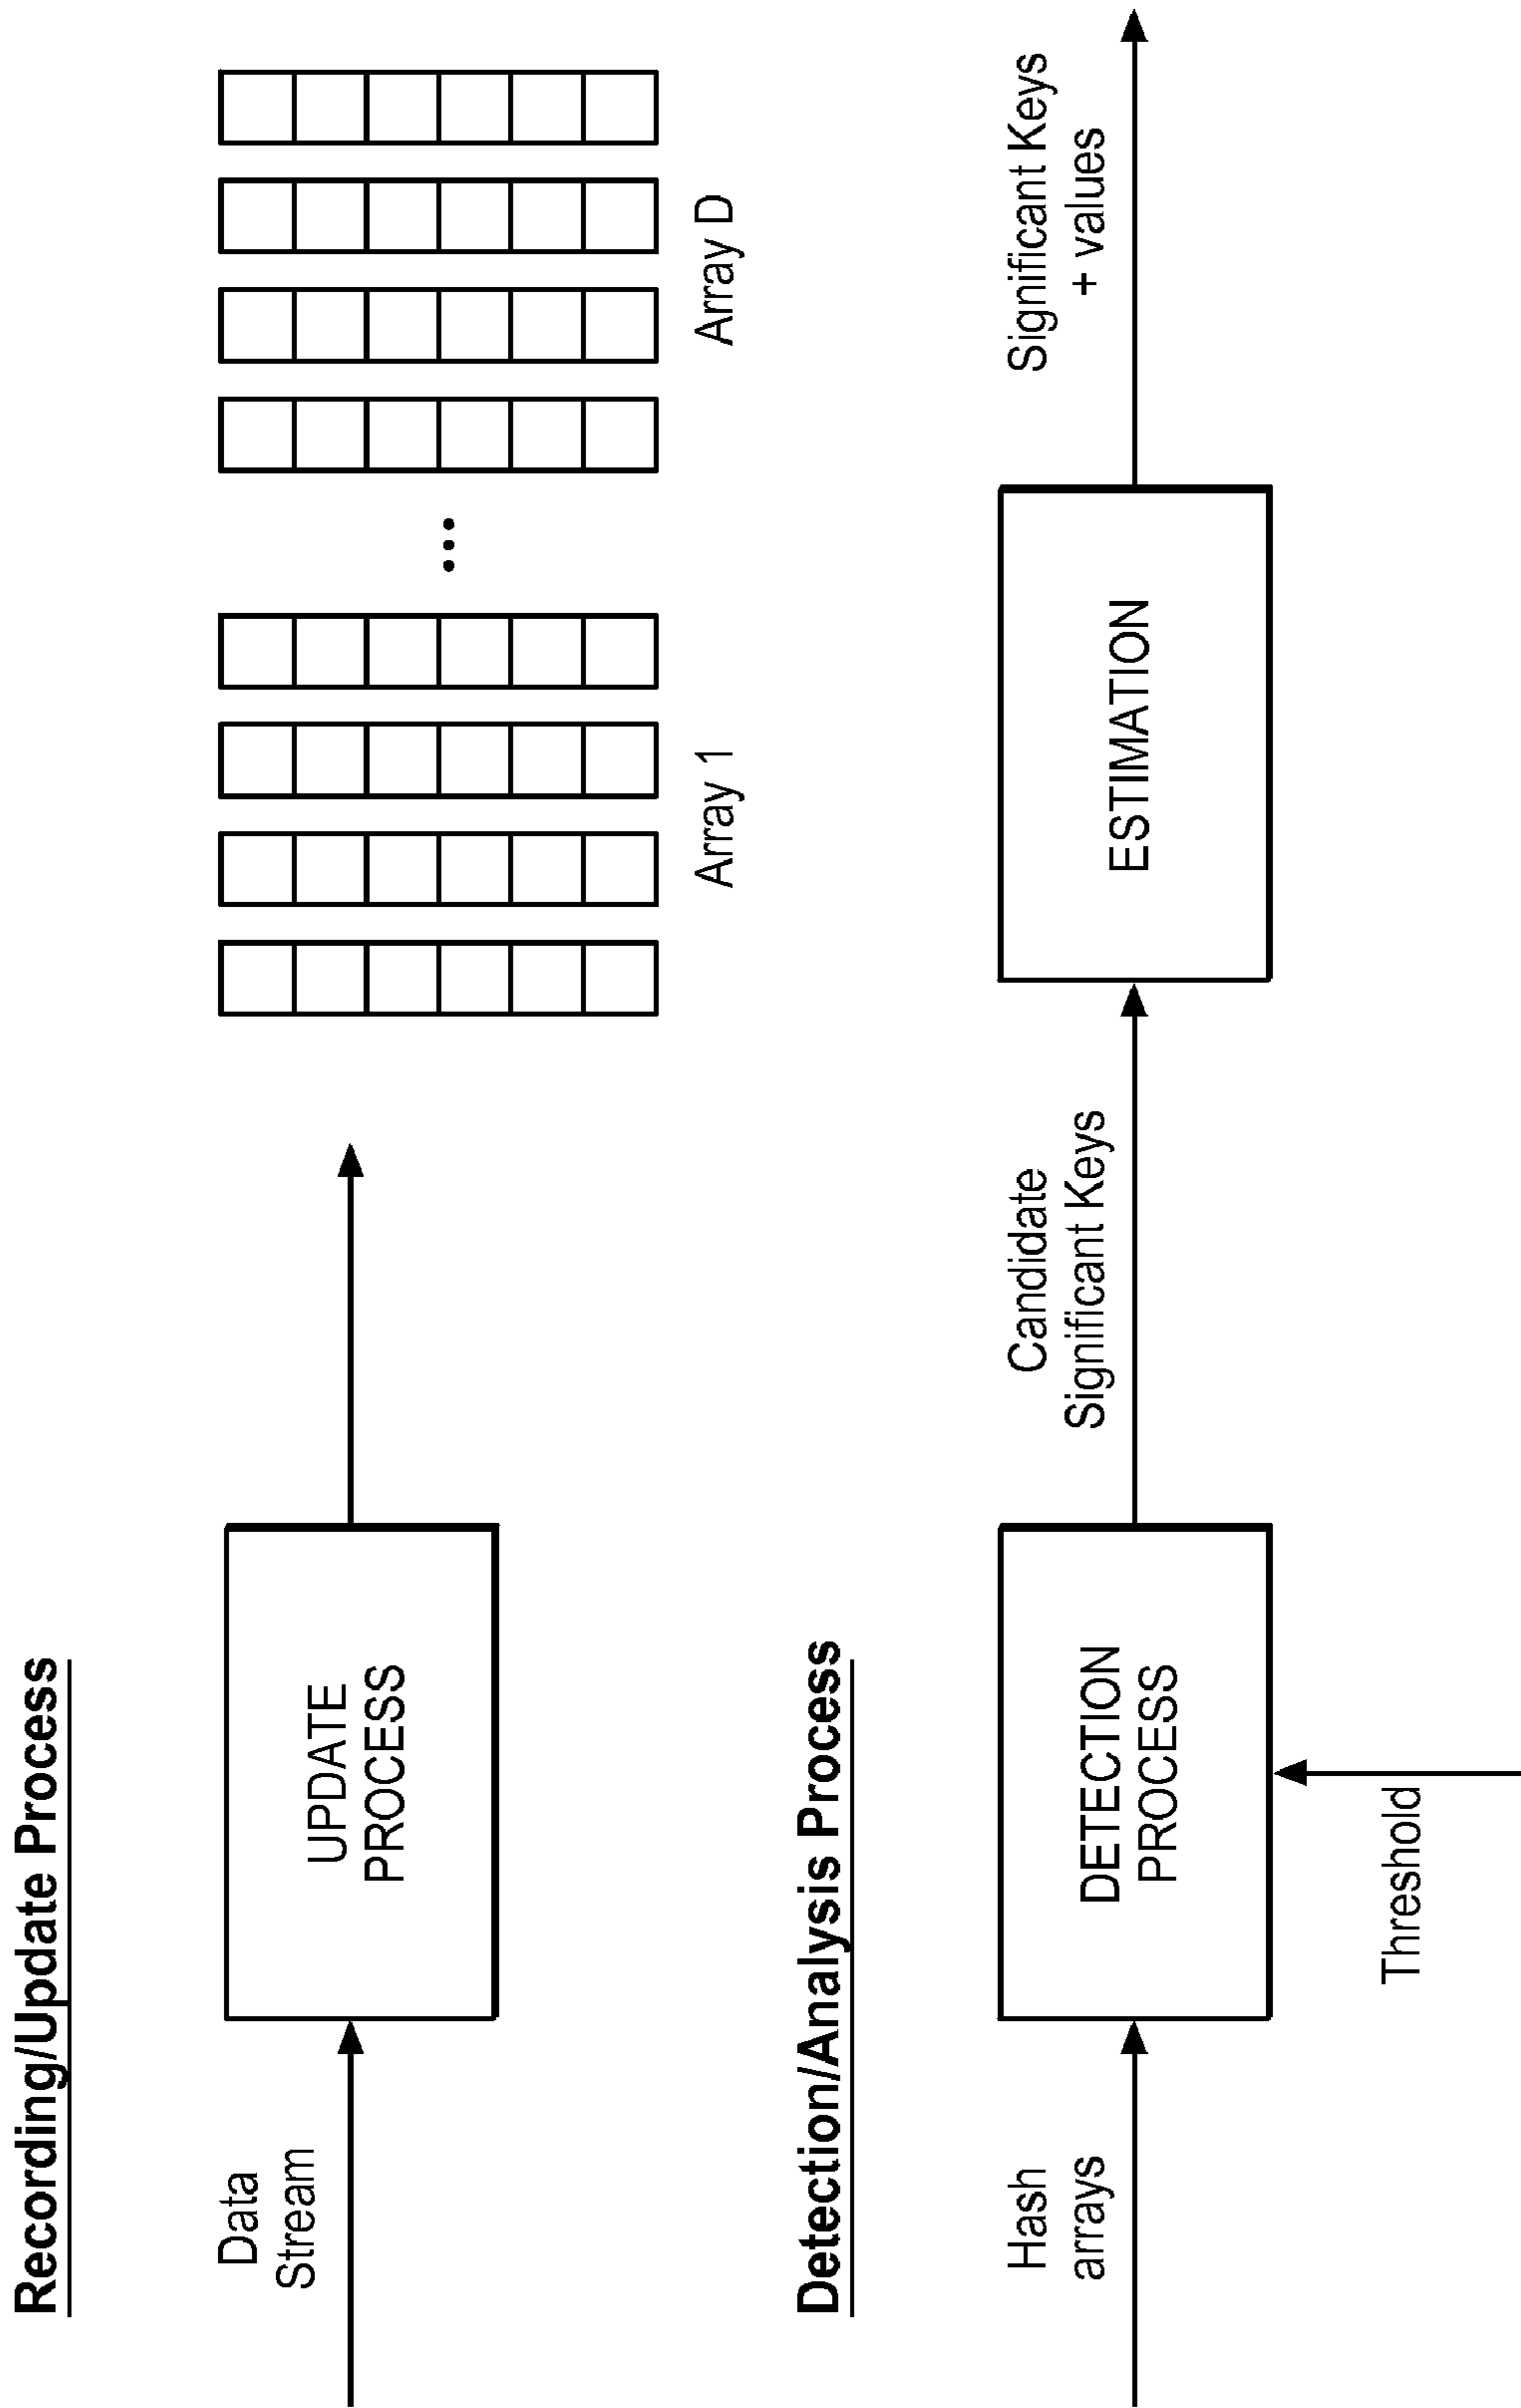 Recording/Update Process
Data
Stream
UPDATE
PROCESS
...
Array 1
Array D
Detection/Analysis Process
Hash
arrays
DETECTION
PROCESS
Threshold
Candidate
Significant Keys
ESTIMATION
Significant Keys
+ values